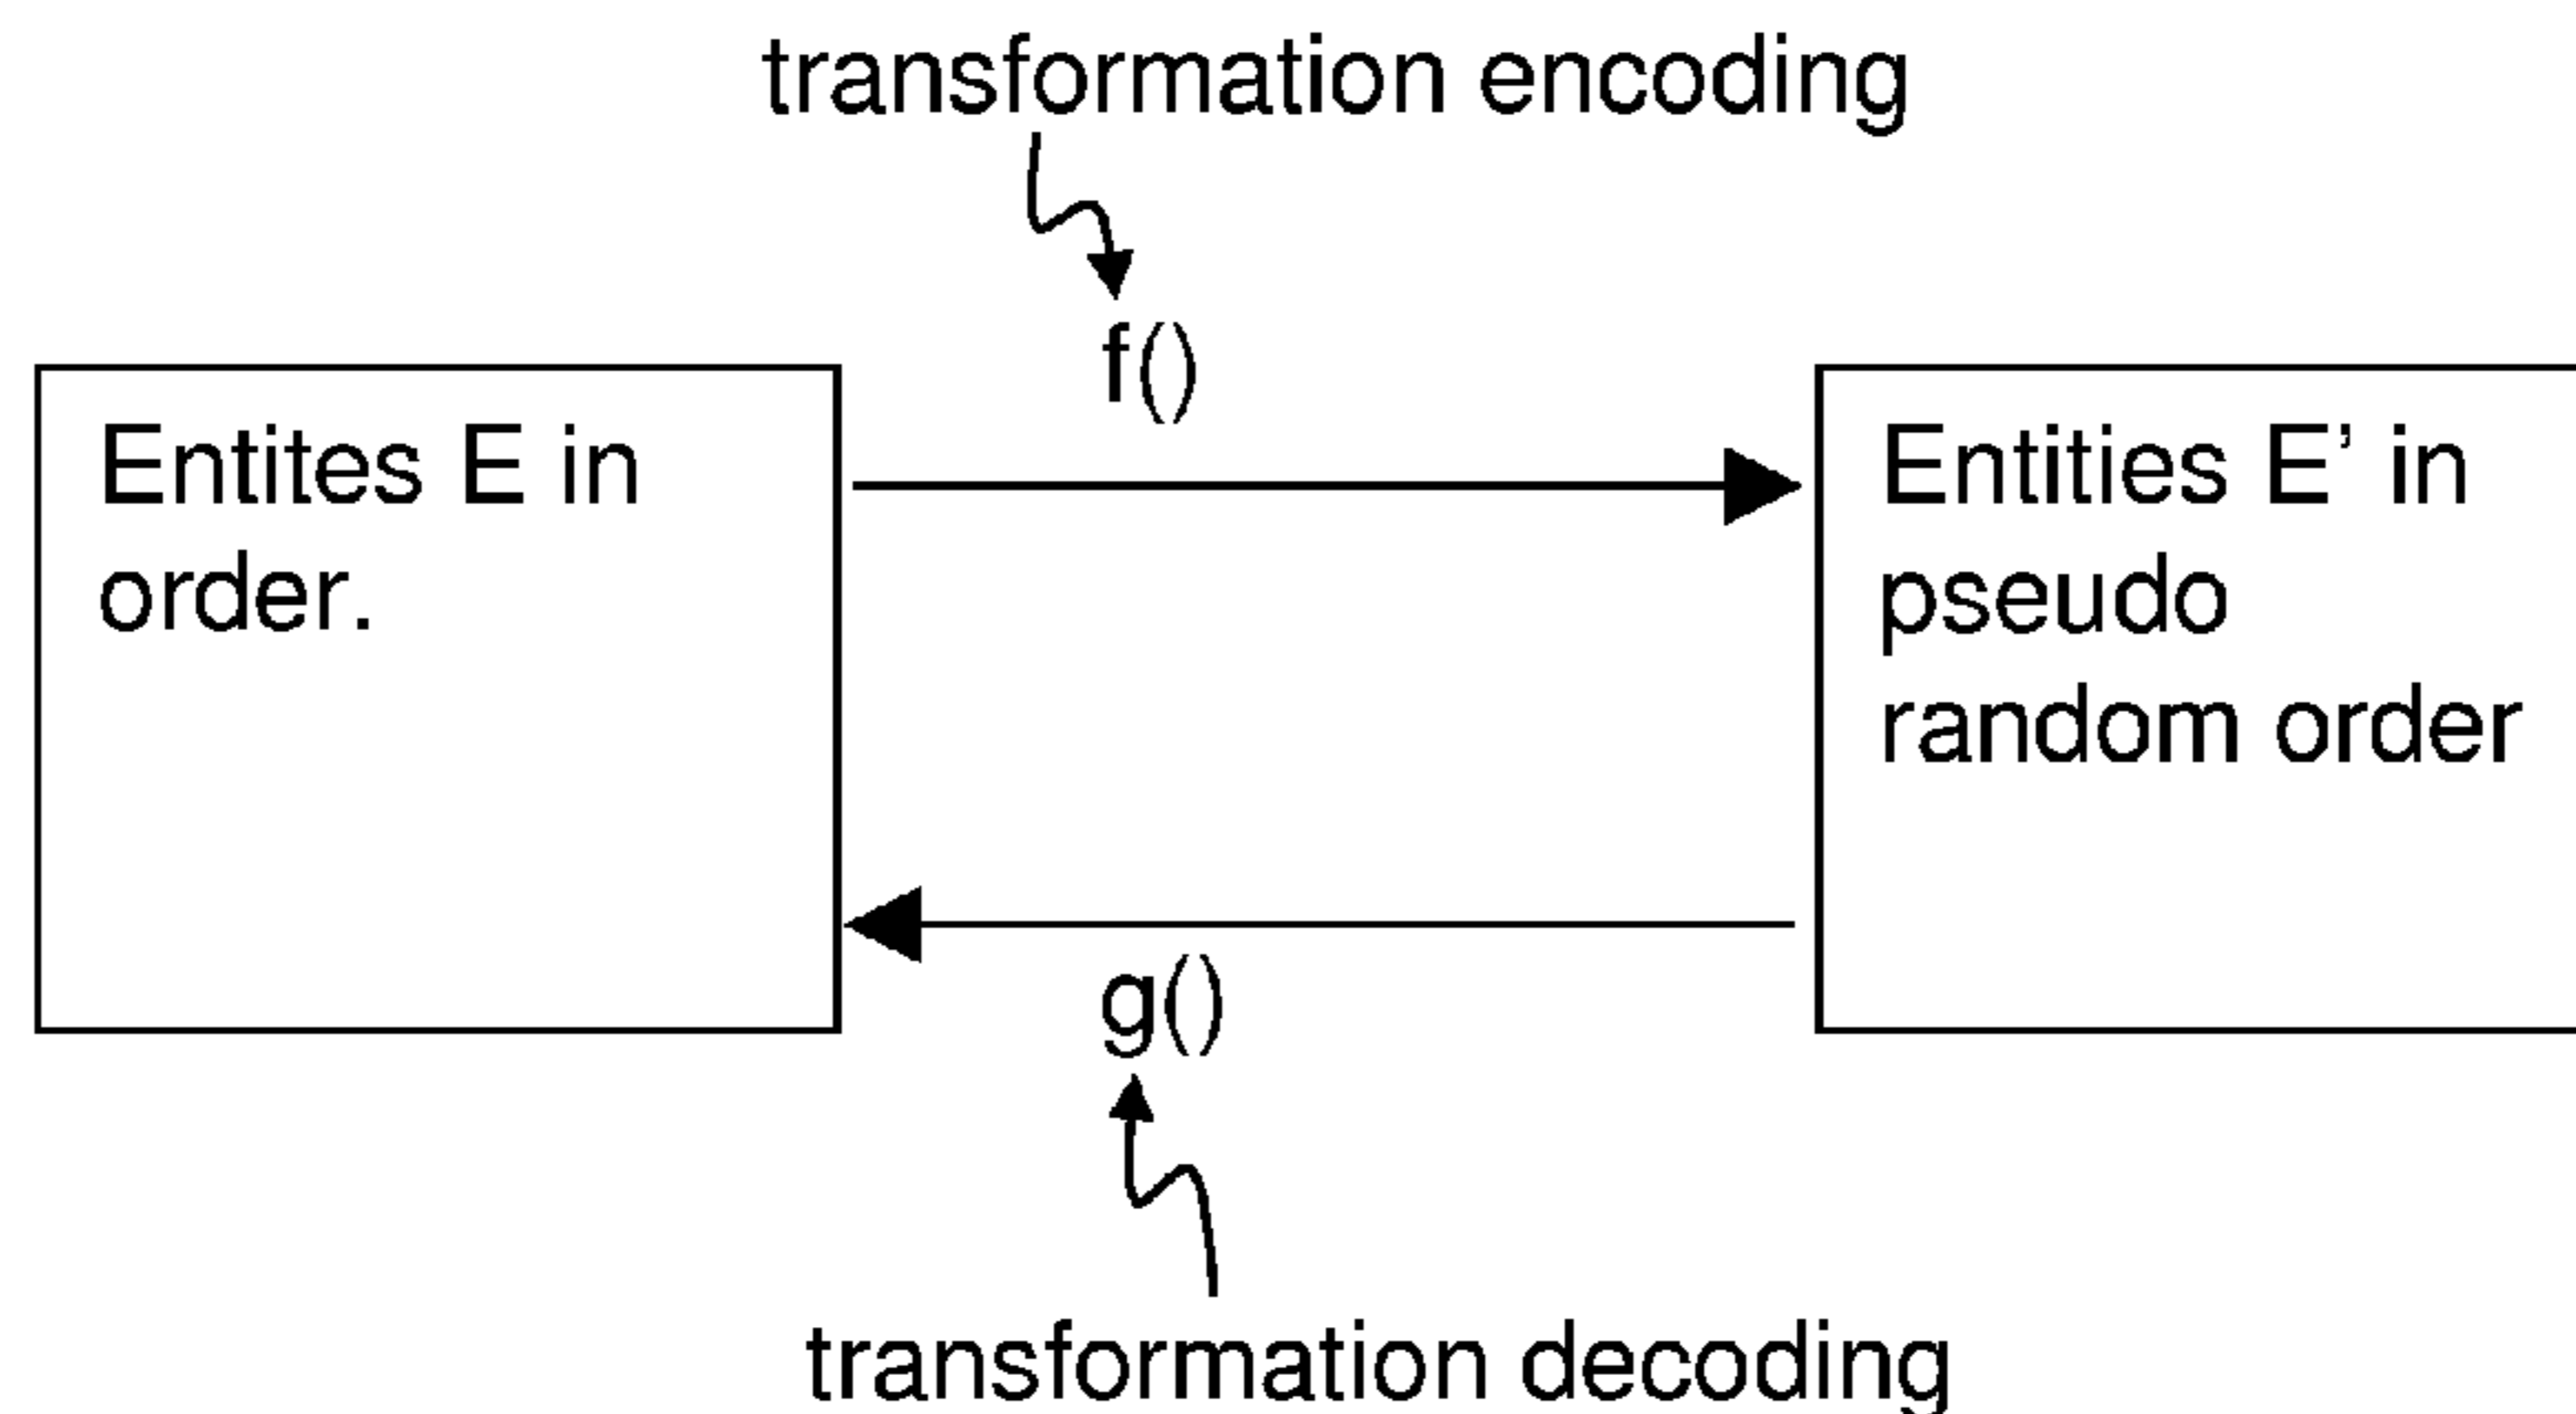 transformation encoding
f()
Entites E in
order.
Entities E’ in
pseudo
random order
g()
transformation decoding